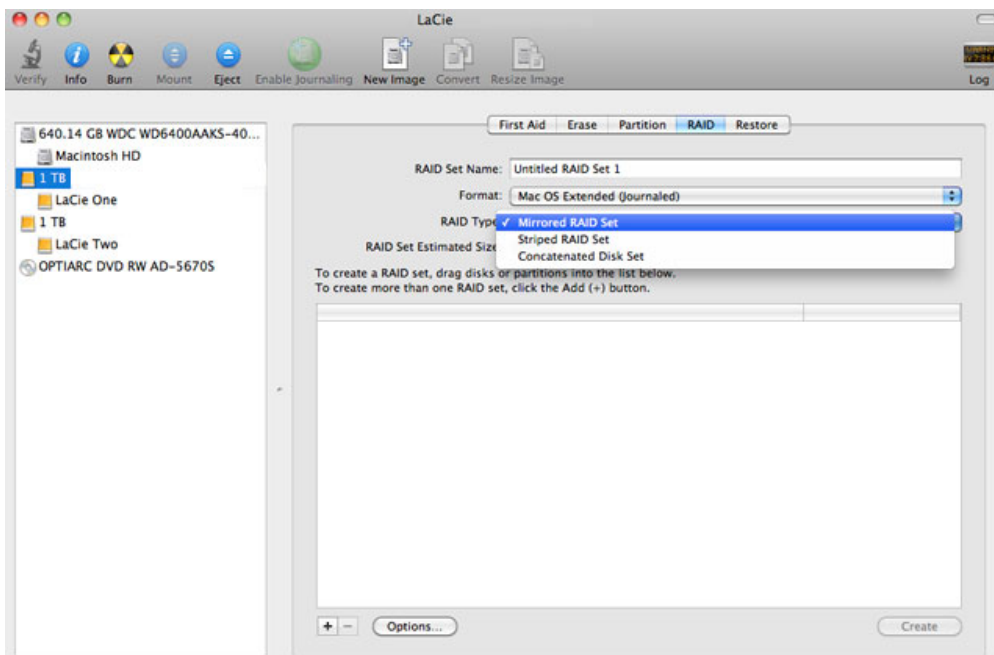 LaCie
Verify Info Burn Mount Eject Enable Journaling New Image Convert Resize Image Log
640.14 GB WDC WD6400AAKS-40...
Macintosh HD
1 TB
LaCie One
1 TB
LaCie Two
OPTIARC DVD RW AD-5670S
First Aid Erase Partition RAID Restore
RAID Set Name: Untitled RAID Set 1
Format: Mac OS Extended (Journaled)
RAID Type ✓ Mirrored RAID Set
Striped RAID Set
Concatenated Disk Set
RAID Set Estimated Size
To create a RAID set, drag disks or partitions into the list below.
To create more than one RAID set, click the Add (+) button.
+ − Options... Create